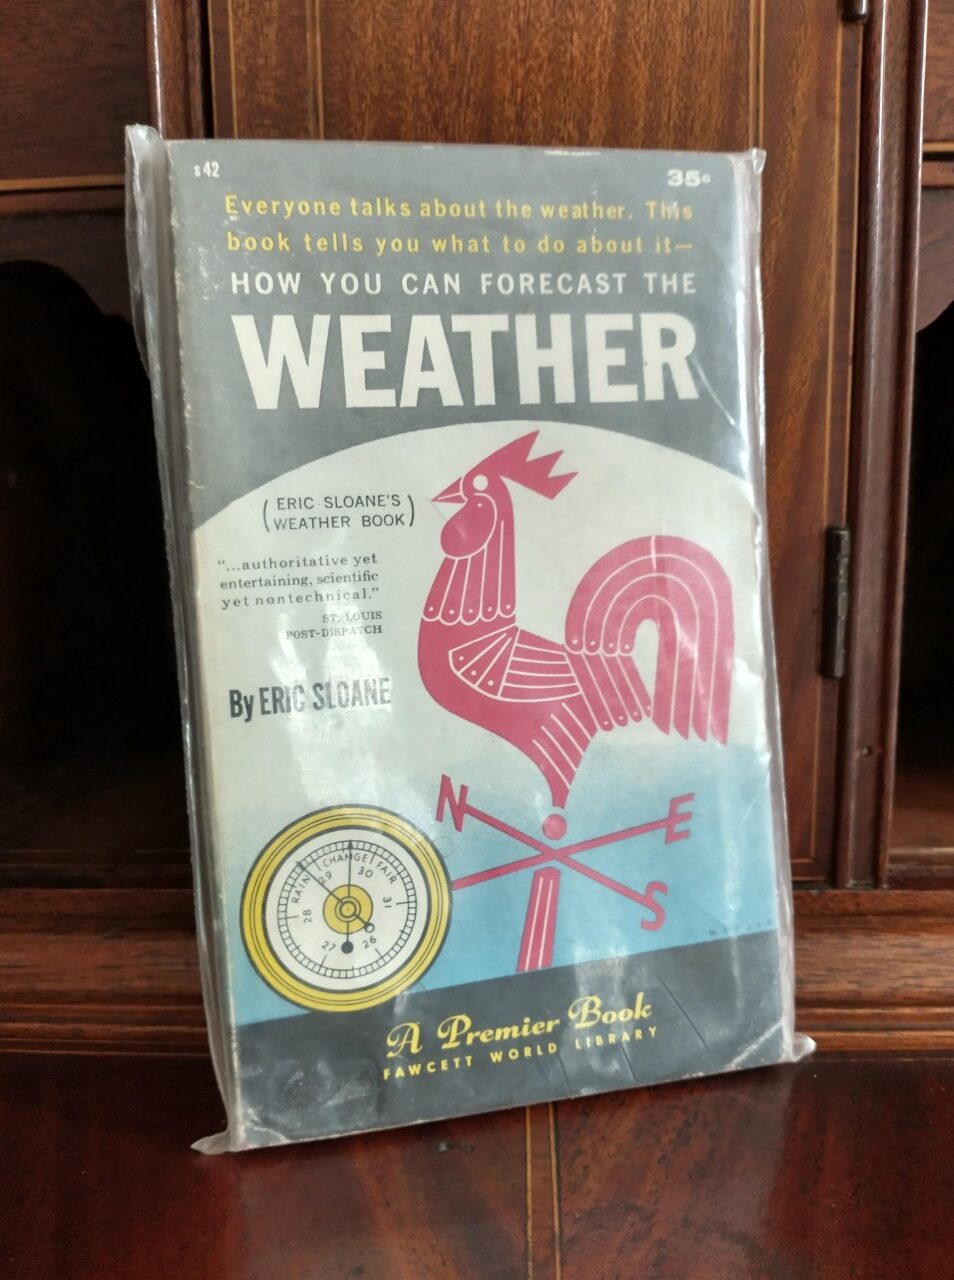 s42
35¢
Everyone talks about the weather. This
book tells you what to do about it—
HOW YOU CAN FORECAST THE
WEATHER
(ERIC SLOANE'S
WEATHER BOOK)
"...authoritative yet
entertaining, scientific
yet nontechnical."
ST. LOUIS
POST-DISPATCH
By ERIC SLOANE
N
E
S
RAIN CHANGE FAIR
28 29 30 31
27 26
A Premier Book
FAWCETT WORLD LIBRARY